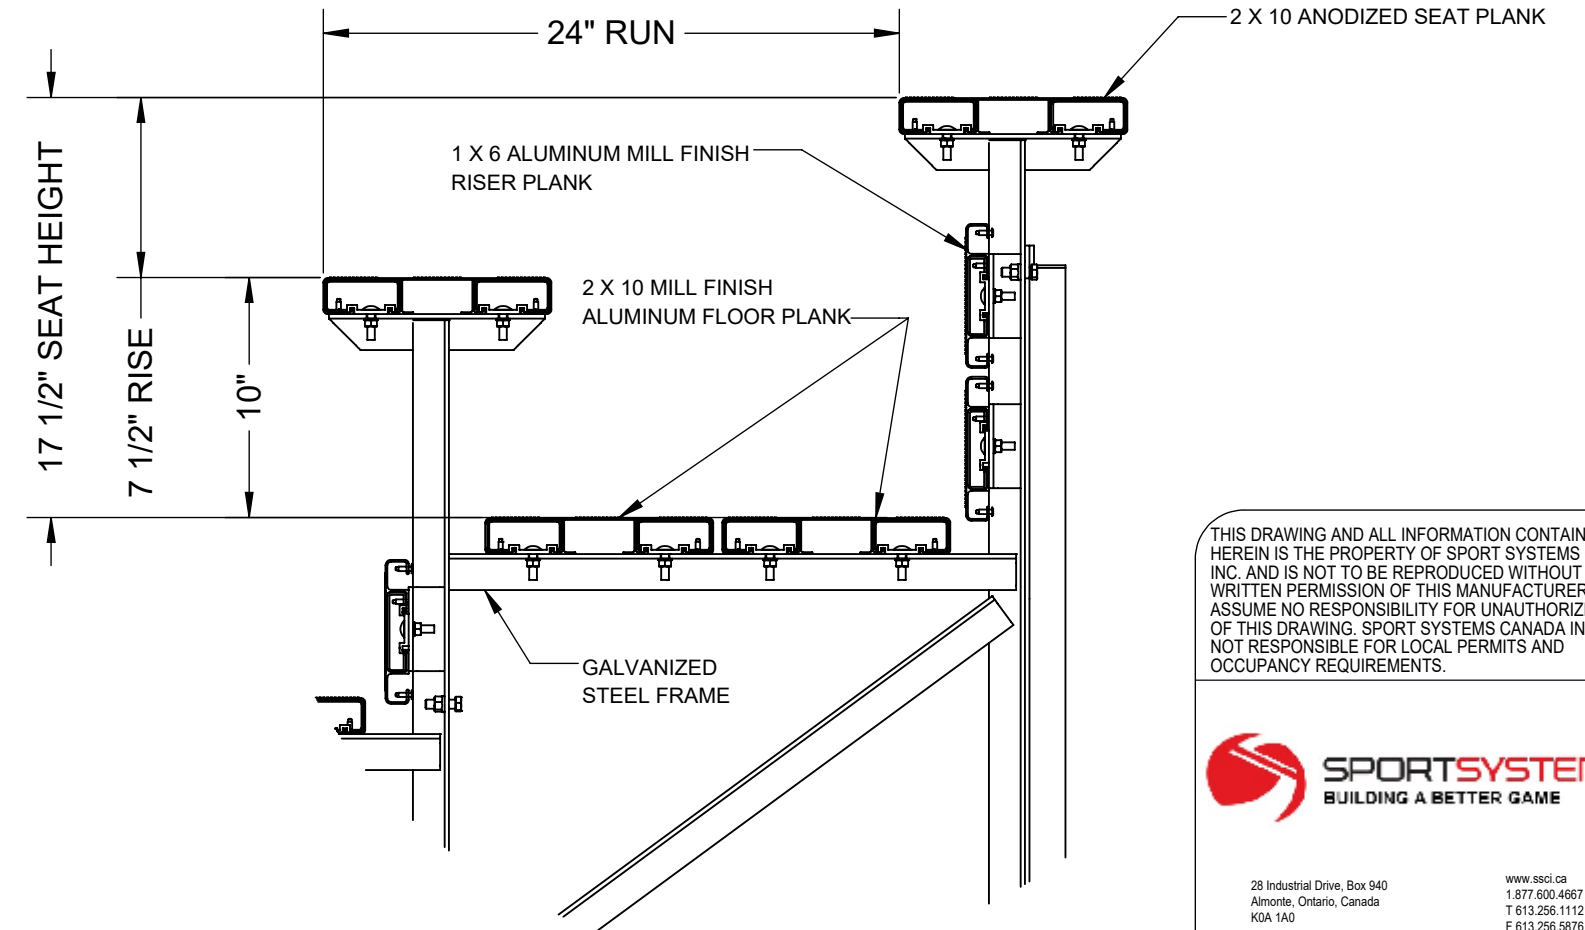 24" RUN
2 X 10 ANODIZED SEAT PLANK
1 X 6 ALUMINUM MILL FINISH
RISER PLANK
17 1/2" SEAT HEIGHT
7 1/2" RISE
10"
2 X 10 MILL FINISH
ALUMINUM FLOOR PLANK
GALVANIZED
STEEL FRAME
THIS DRAWING AND ALL INFORMATION CONTAIN
HEREIN IS THE PROPERTY OF SPORT SYSTEMS
INC. AND IS NOT TO BE REPRODUCED WITHOUT
WRITTEN PERMISSION OF THIS MANUFACTURER
ASSUME NO RESPONSIBILITY FOR UNAUTHORIZ
OF THIS DRAWING. SPORT SYSTEMS CANADA IN
NOT RESPONSIBLE FOR LOCAL PERMITS AND
OCCUPANCY REQUIREMENTS.
SPORTSYSTE
BUILDING A BETTER GAME
28 Industrial Drive, Box 940
Almonte, Ontario, Canada
K0A 1A0
www.ssci.ca
1.877.600.4667
T 613.256.1112
F 613.256.5876